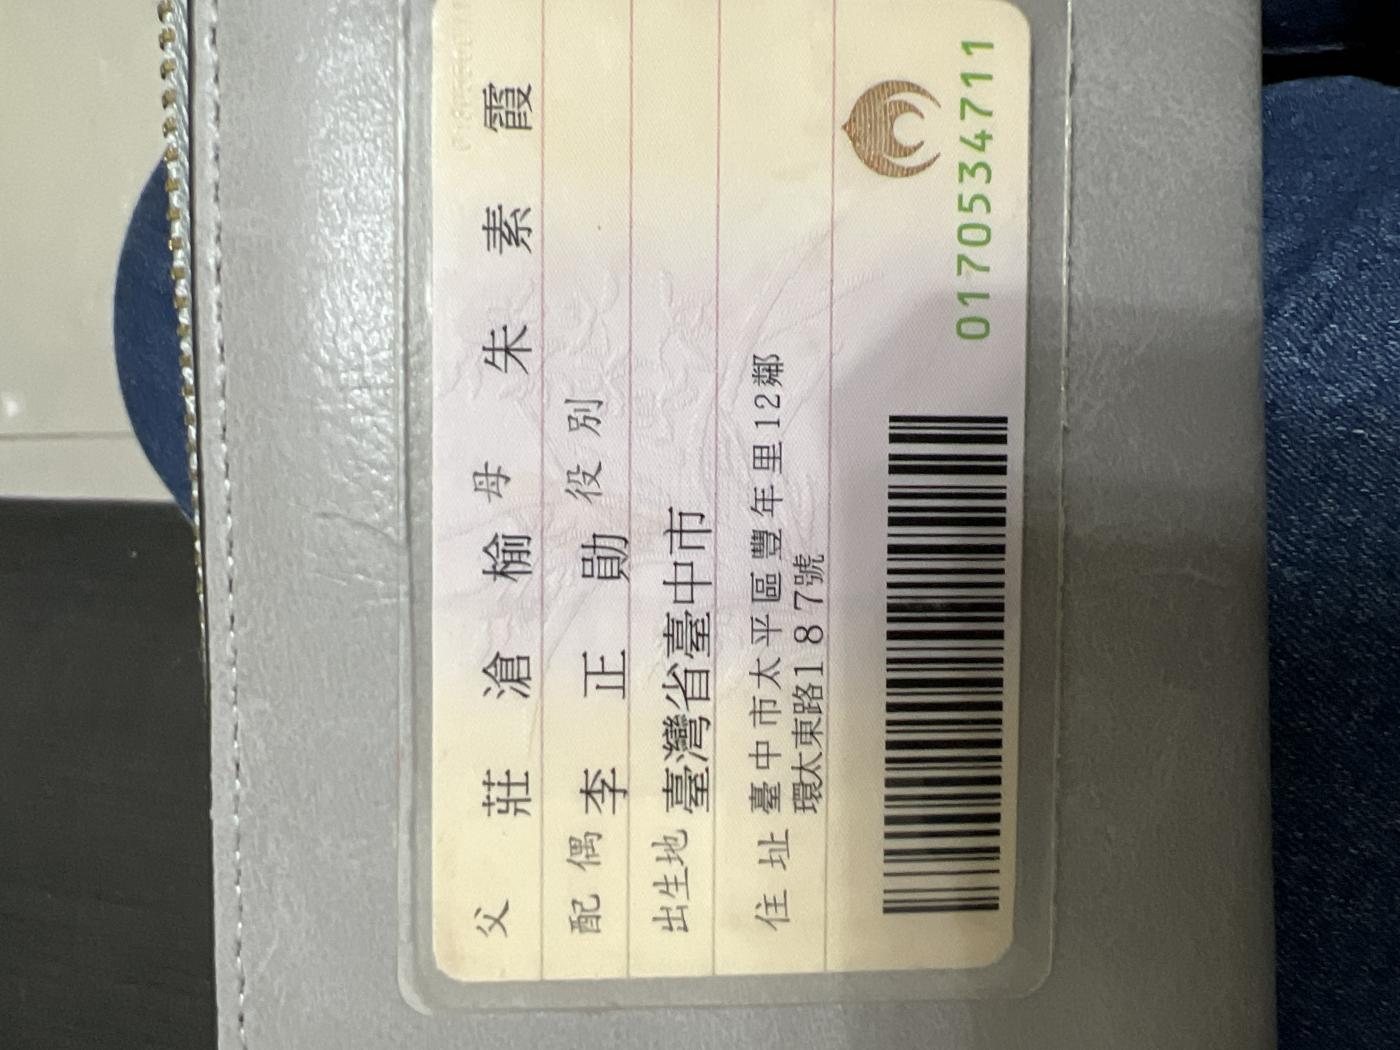 父 莊滄榆 母 朱素霞
配偶 李正勛 役別
出生地 臺灣省臺中市
住址 臺中市太平區豐年里12鄰
環太東路187號
0170534711